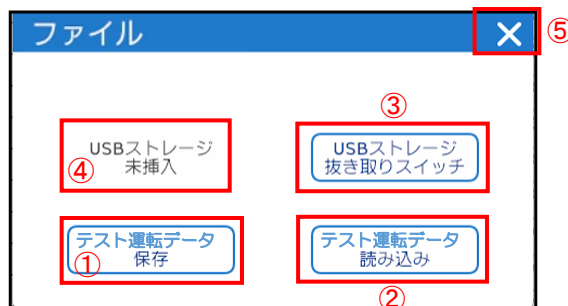 ファイル
×
⑤
③
USBストレージ
未挿入
④
USBストレージ
抜き取りスイッチ
テスト運転データ
保存
①
テスト運転データ
読み込み
②